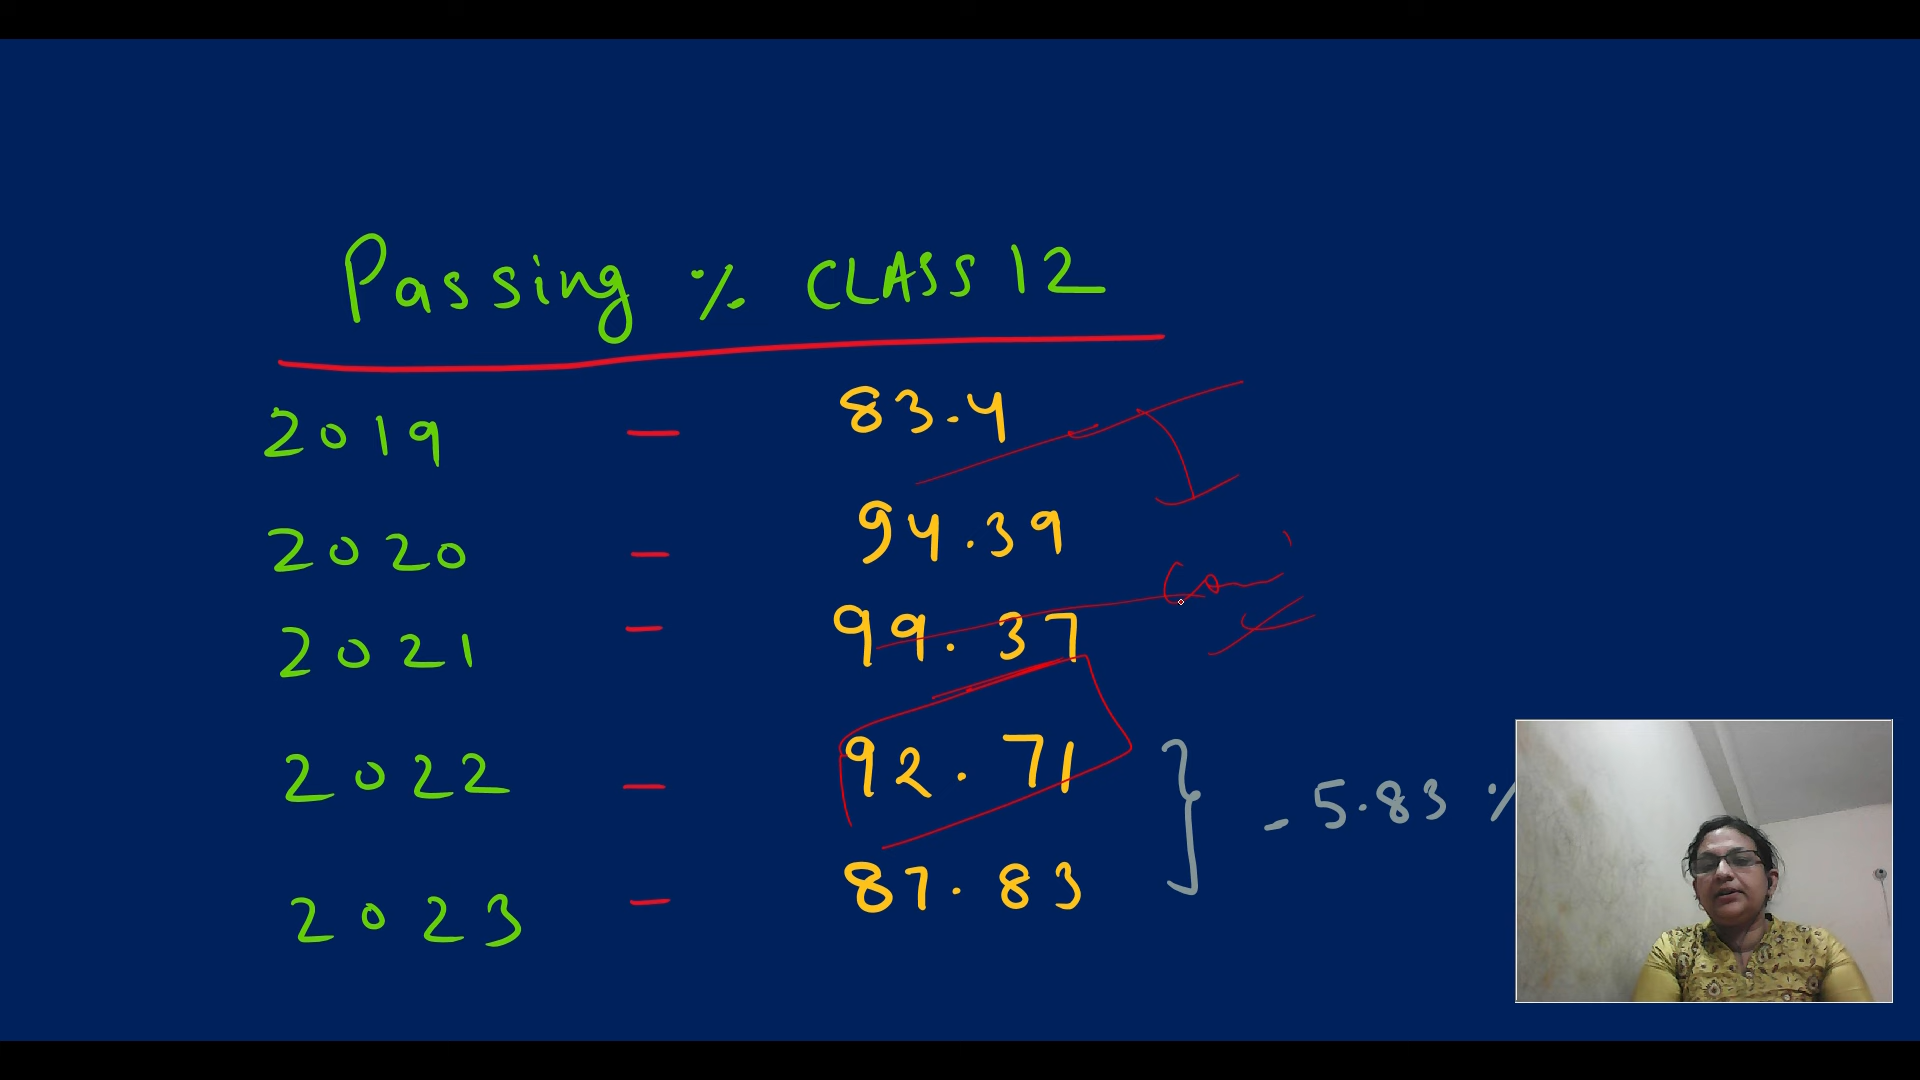 Passing % CLASS 12
2019 - 83.4
2020 - 94.39
2021 - 99.37
2022 - 92.71
2023 - 87.83
- 5.83 %